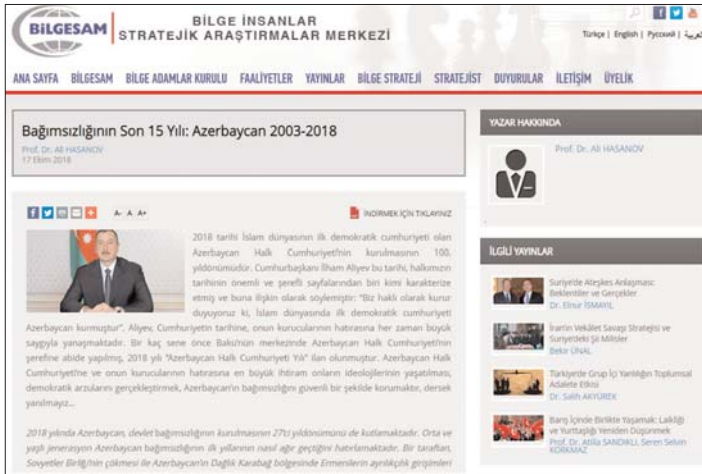 BİLGESAM
BİLGE İNSANLAR
STRATEJİK ARAŞTIRMALAR MERKEZİ
Türkçe | English | Русский | العربية
ANA SAYFA BİLGESAM BİLGE ADAMLAR KURULU FAALİYETLER YAYINLAR BİLGE STRATEJİ STRATEJİST DUYURULAR İLETİŞİM ÜYELİK
Bağımsızlığının Son 15 Yılı: Azerbaycan 2003-2018
Prof. Dr. Ali HASANOV
17 Ekim 2018
A- A A+
İNDİRMEK İÇİN TIKLAYINIZ
2018 tarihi İslam dünyasının ilk demokratik cumhuriyeti olan
Azerbaycan Halk Cumhuriyeti'nin kurulmasının 100.
yıldönümüdür. Cumhurbaşkanı İlham Aliyev bu tarihi, halkımızın
tarihinin önemli ve şerefli sayfalarından biri kimi karakterize
etmiş ve buna ilişkin olarak söylemiştir: "Biz haklı olarak kurur
duyuyoruz ki, İslam dünyasında ilk demokratik cumhuriyeti
Azerbaycan kurmuştur". Aliyev, Cumhuriyetin tarihine, onun kurucularının hatırasına her zaman büyük
saygıyla yanaşmaktadır. Bir kaç sene önce Bakü'nün merkezinde Azerbaycan Halk Cumhuriyeti'nin
şerefine abide yapılmış, 2018 yılı "Azerbaycan Halk Cumhuriyeti Yılı" ilan olunmuştur. Azerbaycan Halk
Cumhuriyeti'ne ve onun kurucularının hatırasına en büyük ihtiram onların ideolojilerinin yaşatılması,
demokratik arzularını gerçekleştirmek, Azerbaycan'ın bağımsızlığını güvenli bir şekilde korumaktır, dersek
yanılmayız...
2018 yılında Azerbaycan, devlet bağımsızlığının kurulmasının 27'ci yıldönümünü de kutlamaktadır. Orta ve
yaşlı jenerasyon Azerbaycan bağımsızlığının ilk yıllarının nasıl ağır geçtiğini hatırlamaktadır. Bir taraftan,
Sovyetler Birliği'nin çökmesi ile Azerbaycan'ın Dağlık Karabağ bölgesinde Ermenilerin ayrılıkçılık girişimleri
YAZAR HAKKINDA
Prof. Dr. Ali HASANOV
İLGİLİ YAYINLAR
Suriye'de Ateşkes Anlaşması:
Beklentiler ve Gerçekler
Dr. Elnur İSMAYIL
İran'ın Vekâlet Savaşı Stratejisi ve
Suriye'deki Şii Milisler
Bekir ÜNAL
Türkiye'de Grup İçi Yanlılığın Toplumsal
Adalete Etkisi
Dr. Salih AKYÜREK
Barış İçinde Birlikte Yaşamak: Laikliği
ve Yurttaşlığı Yeniden Düşünmek
Prof. Dr. Atilla SANDIKLI, Seren Selvin
KORKMAZ